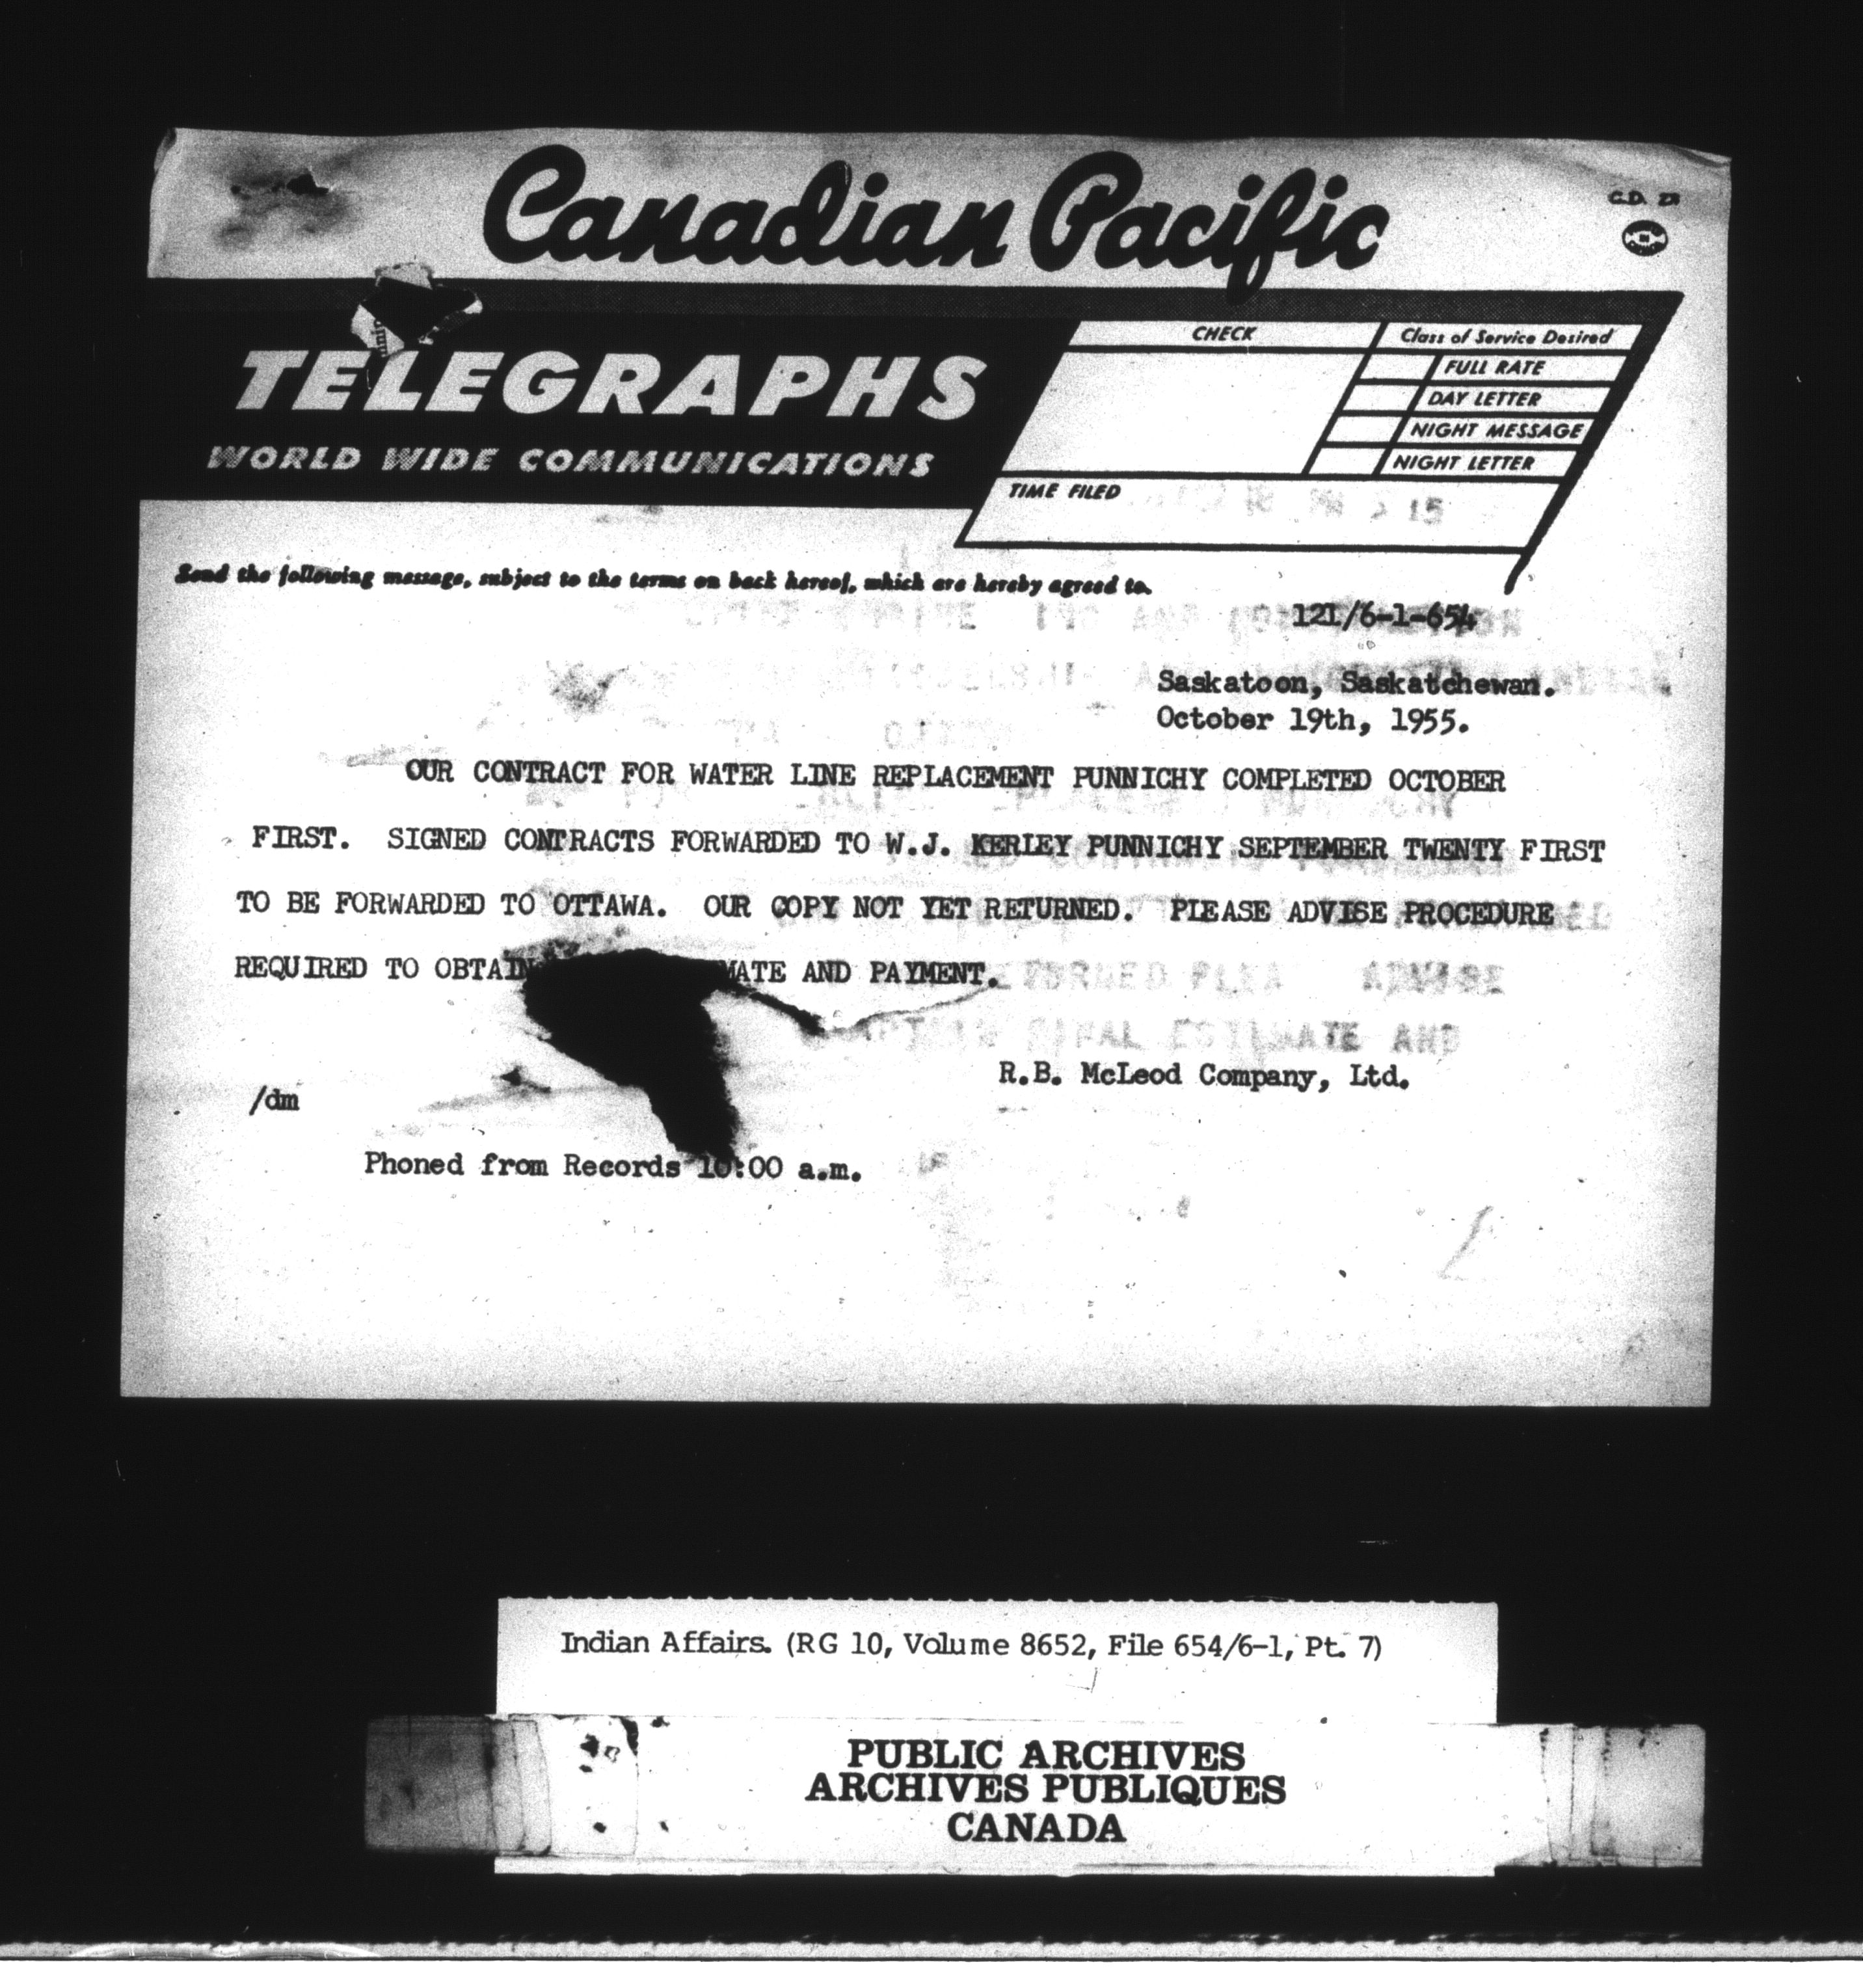 Canadian Pacific
C.D. 2B
TELEGRAPHS
WORLD WIDE COMMUNICATIONS
CHECK
Class of Service Desired
FULL RATE
DAY LETTER
NIGHT MESSAGE
NIGHT LETTER
TIME FILED
Send the following message, subject to the terms on back hereof, which are hereby agreed to.
121/6-1-654
Saskatoon, Saskatchewan.
October 19th, 1955.
OUR CONTRACT FOR WATER LINE REPLACEMENT PUNNICHY COMPLETED OCTOBER
FIRST. SIGNED CONTRACTS FORWARDED TO W.J. KERLEY PUNNICHY SEPTEMBER TWENTY FIRST
TO BE FORWARDED TO OTTAWA. OUR COPY NOT YET RETURNED. PLEASE ADVISE PROCEDURE
REQUIRED TO OBTAIN MATE AND PAYMENT.
FINAL ESTIMATE AND
R.B. McLeod Company, Ltd.
/dm
Phoned from Records 10:00 a.m.
Indian Affairs. (RG 10, Volume 8652, File 654/6-1, Pt. 7)
PUBLIC ARCHIVES
ARCHIVES PUBLIQUES
CANADA